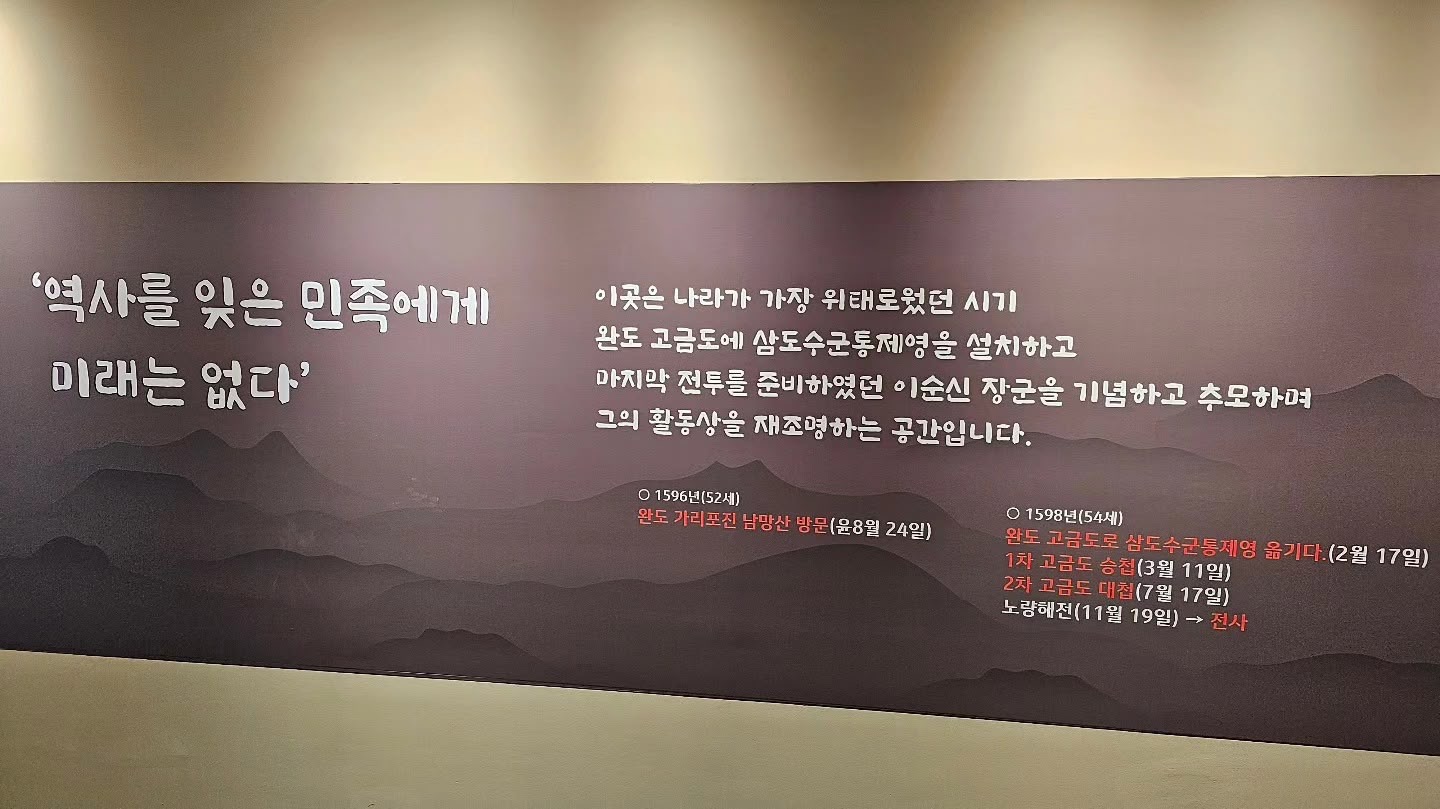 ‘역사를 잊은 민족에게
미래는 없다’
이곳은 나라가 가장 위태로웠던 시기
완도 고금도에 삼도수군통제영을 설치하고
마지막 전투를 준비하였던 이순신 장군을 기념하고 추모하며
그의 활동상을 재조명하는 공간입니다.
○ 1596년(52세)
완도 가리포진 남망산 방문(윤8월 24일)
○ 1598년(54세)
완도 고금도로 삼도수군통제영 옮기다.(2월 17일)
1차 고금도 승첩(3월 11일)
2차 고금도 대첩(7월 17일)
노량해전(11월 19일) → 전사